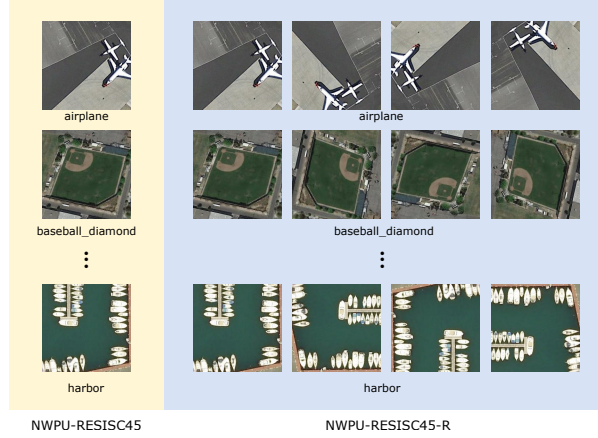 airplane
airplane
baseball_diamond
baseball_diamond
harbor
harbor
NWPU-RESISC45
NWPU-RESISC45-R